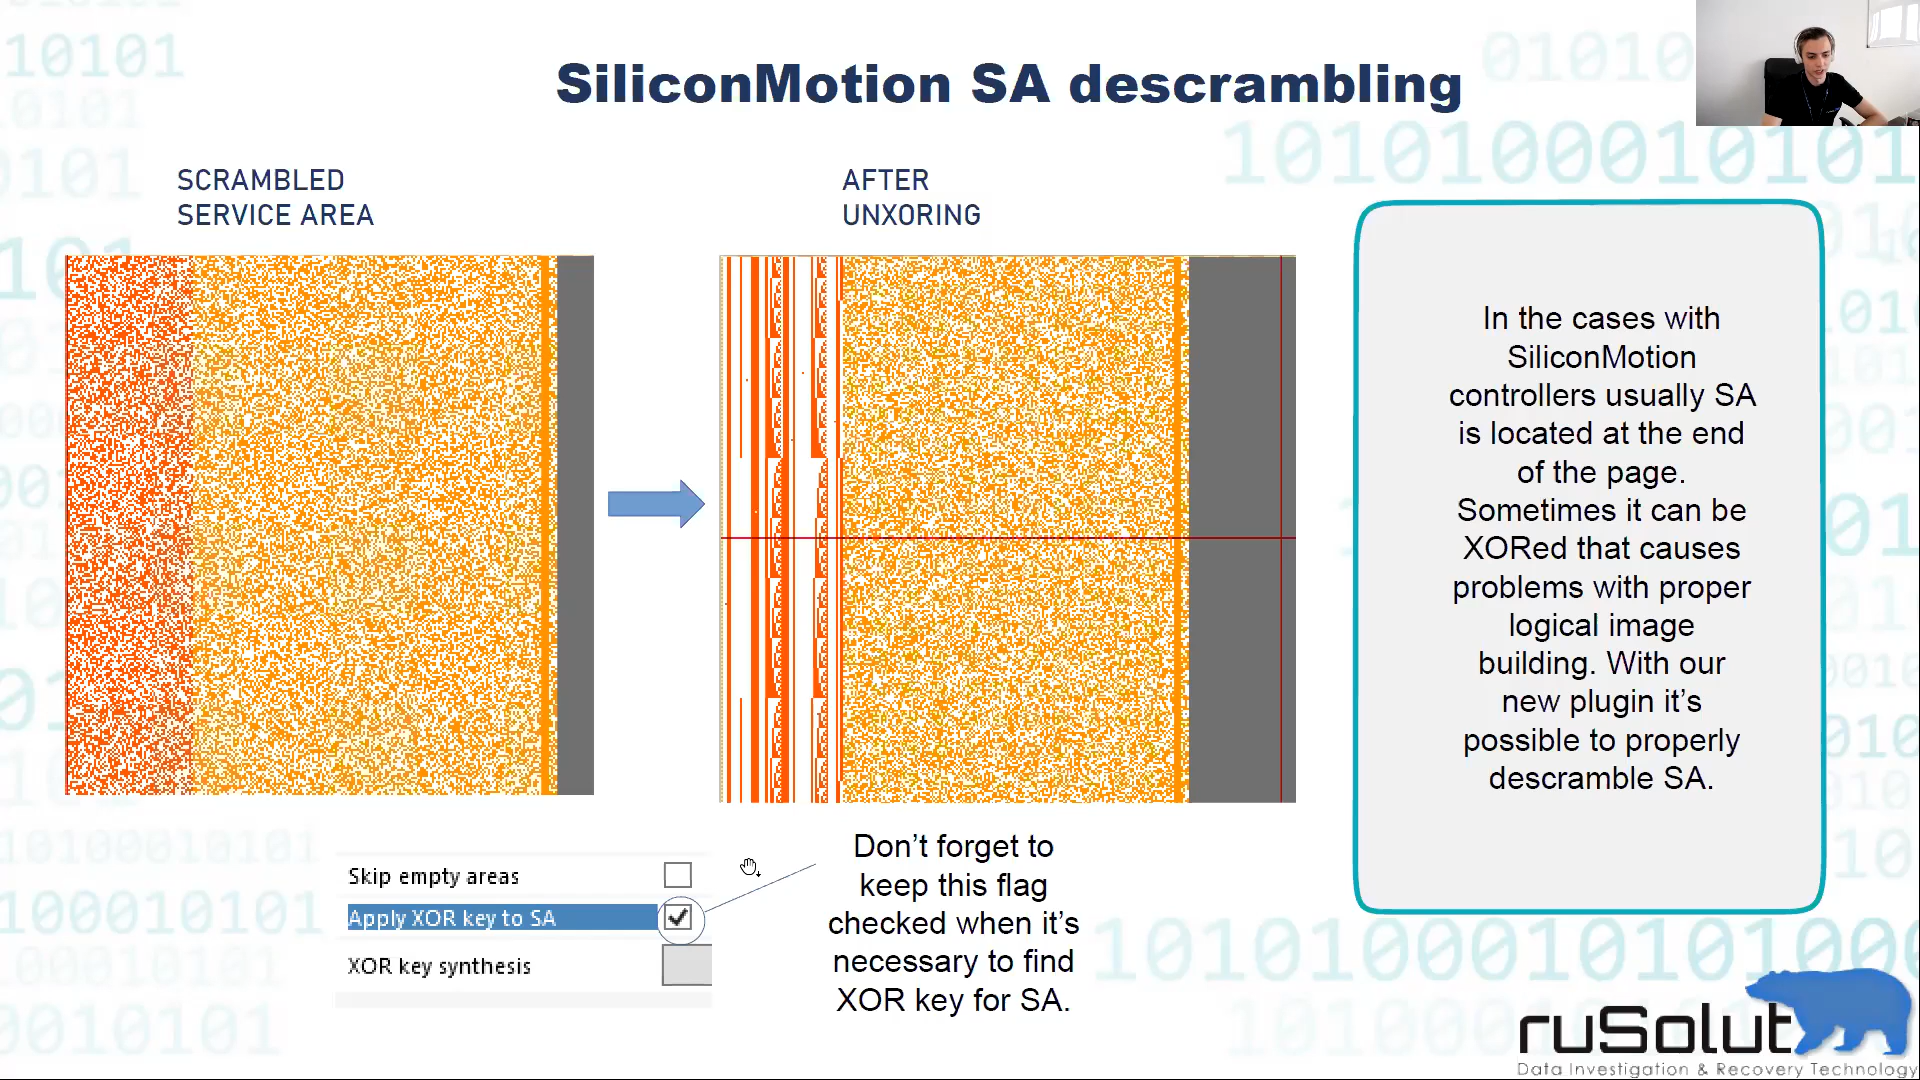 SiliconMotion SA descrambling
SCRAMBLED
SERVICE AREA
AFTER
UNXORING
In the cases with
SiliconMotion
controllers usually SA
is located at the end
of the page.
Sometimes it can be
XORed that causes
problems with proper
logical image
building. With our
new plugin it's
possible to properly
descramble SA.
Skip empty areas
Apply XOR key to SA
XOR key synthesis
Don't forget to
keep this flag
checked when it's
necessary to find
XOR key for SA.
ruSolut
Data Investigation & Recovery Technology